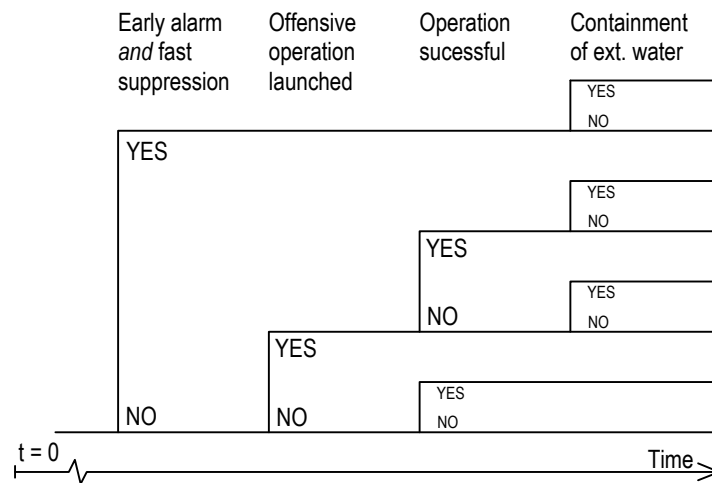 Early alarm
and fast
suppression
Offensive
operation
launched
Operation
sucessful
Containment
of ext. water
YES
NO
YES
YES
NO
YES
YES
NO
NO
YES
YES
NO
NO
NO
YES
NO
t = 0
Time